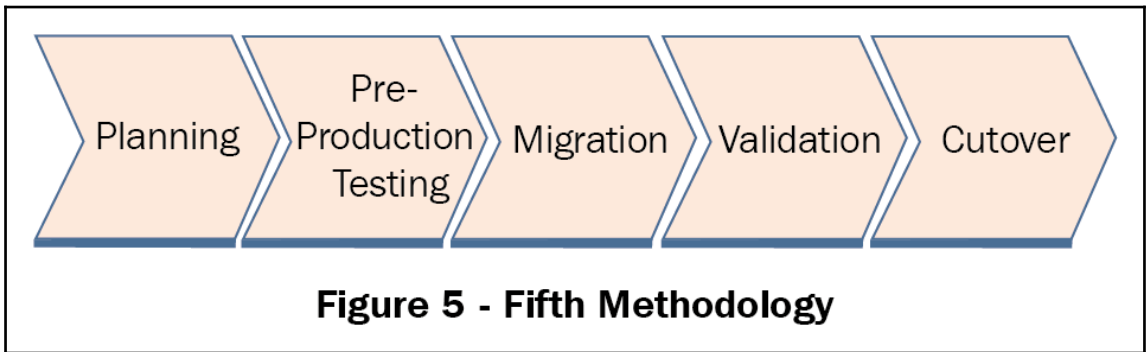 Planning
Pre-
Production
Testing
Migration
Validation
Cutover
Figure 5 - Fifth Methodology